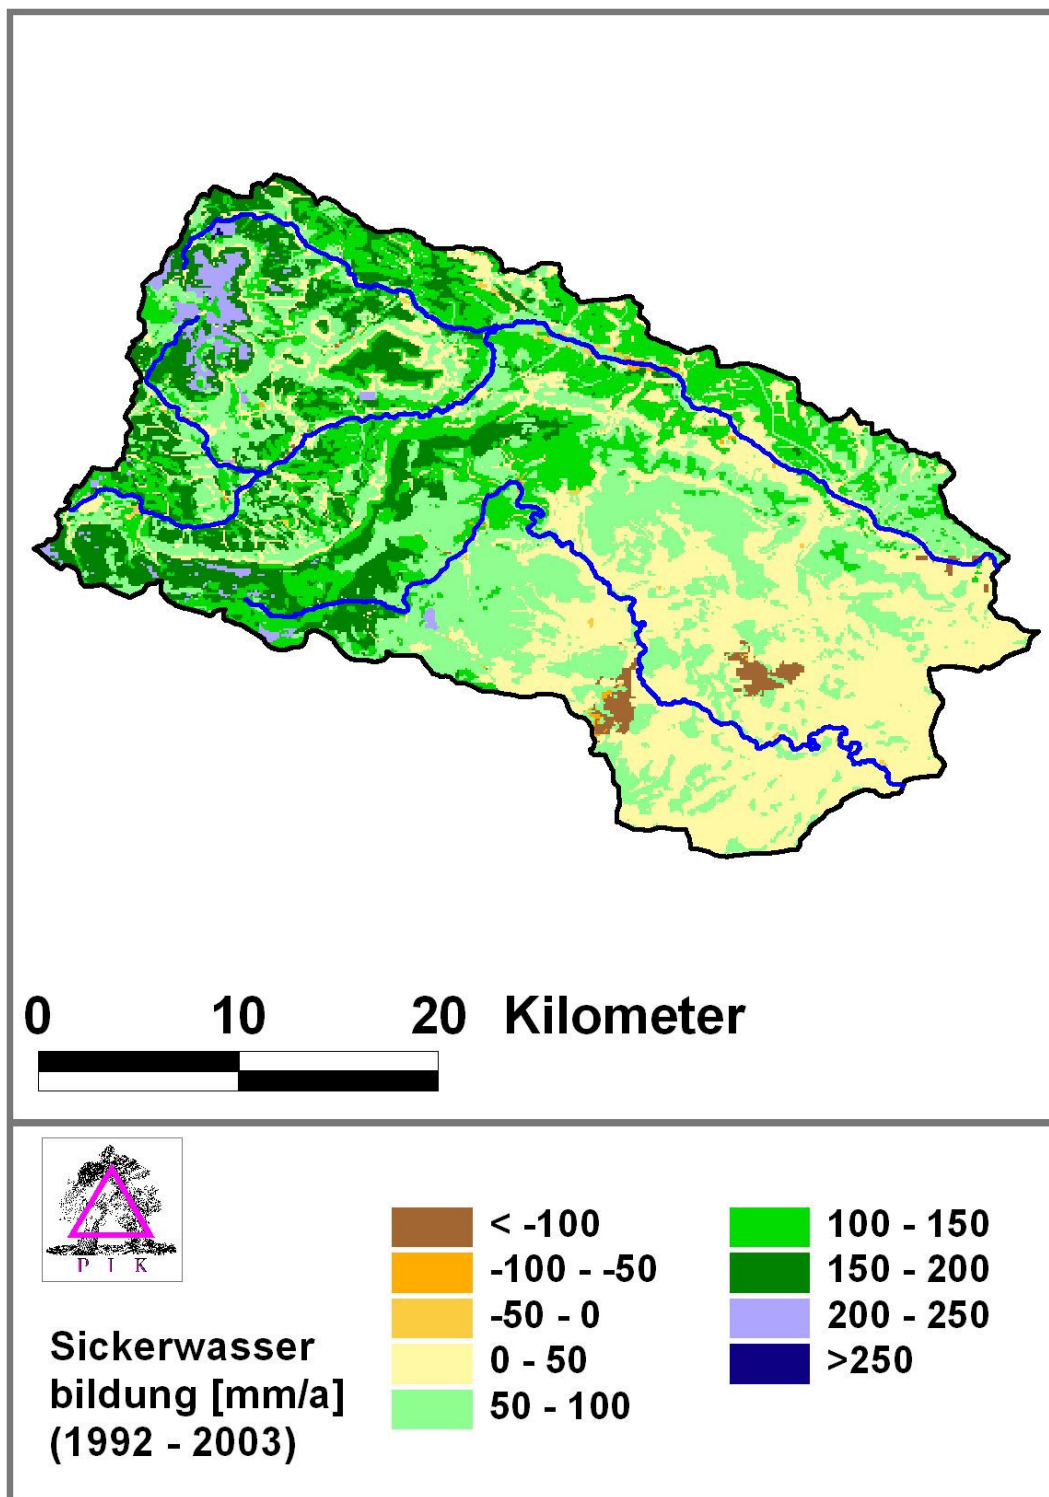 0 10 20 Kilometer
P I K
Sickerwasser
bildung [mm/a]
(1992 - 2003)
< -100
-100 - -50
-50 - 0
0 - 50
50 - 100
100 - 150
150 - 200
200 - 250
>250